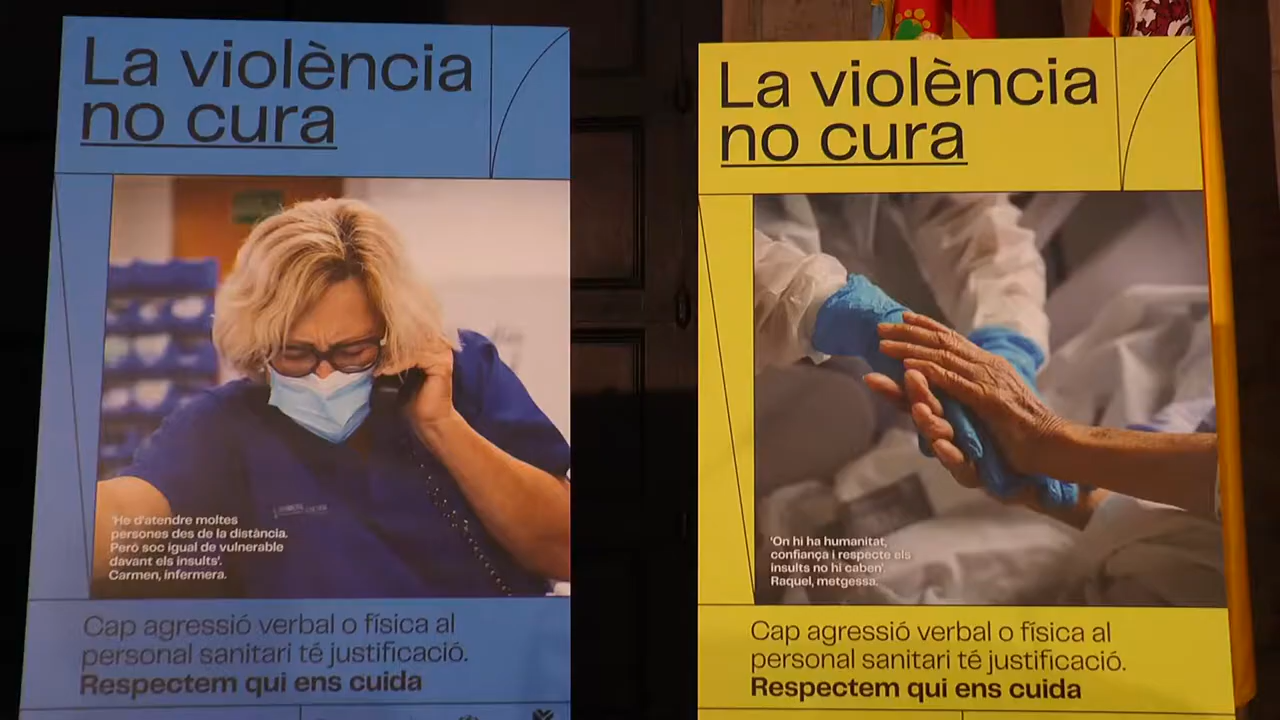 La violència
no cura
'He d'atendre moltes
persones des de la distància.
Però soc igual de vulnerable
davant els insults'.
Carmen, infermera.
Cap agressió verbal o física al
personal sanitari té justificació.
Respectem qui ens cuida
La violència
no cura
'On hi ha humanitat,
confiança i respecte els
insults no hi caben'.
Raquel, metgessa.
Cap agressió verbal o física al
personal sanitari té justificació.
Respectem qui ens cuida